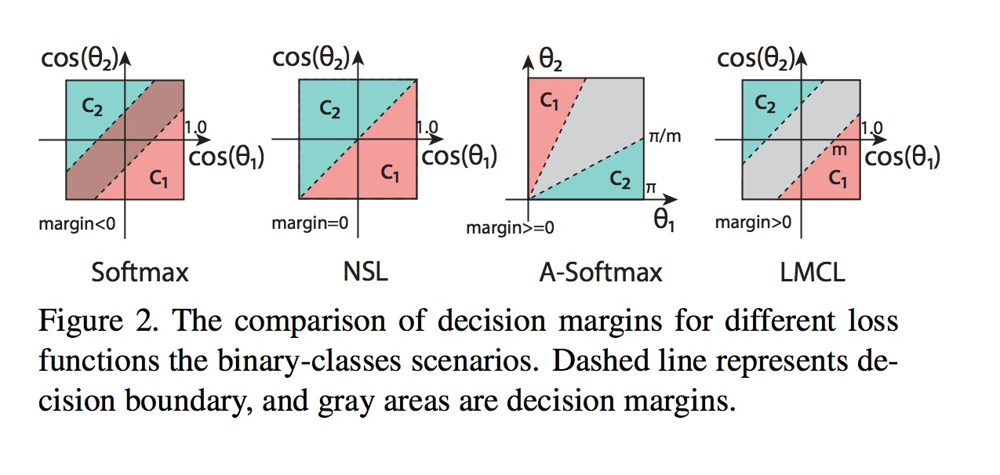 cos(θ₂)
C₂
1.0
cos(θ₁)
C₁
margin<0
Softmax
cos(θ₂)
C₂
1.0
cos(θ₁)
C₁
margin=0
NSL
θ₂
C₁
π/m
C₂
π
θ₁
margin>=0
A-Softmax
cos(θ₂)
C₂
1.0
m
cos(θ₁)
C₁
margin>0
LMCL
Figure 2. The comparison of decision margins for different loss
functions the binary-classes scenarios. Dashed line represents de-
cision boundary, and gray areas are decision margins.